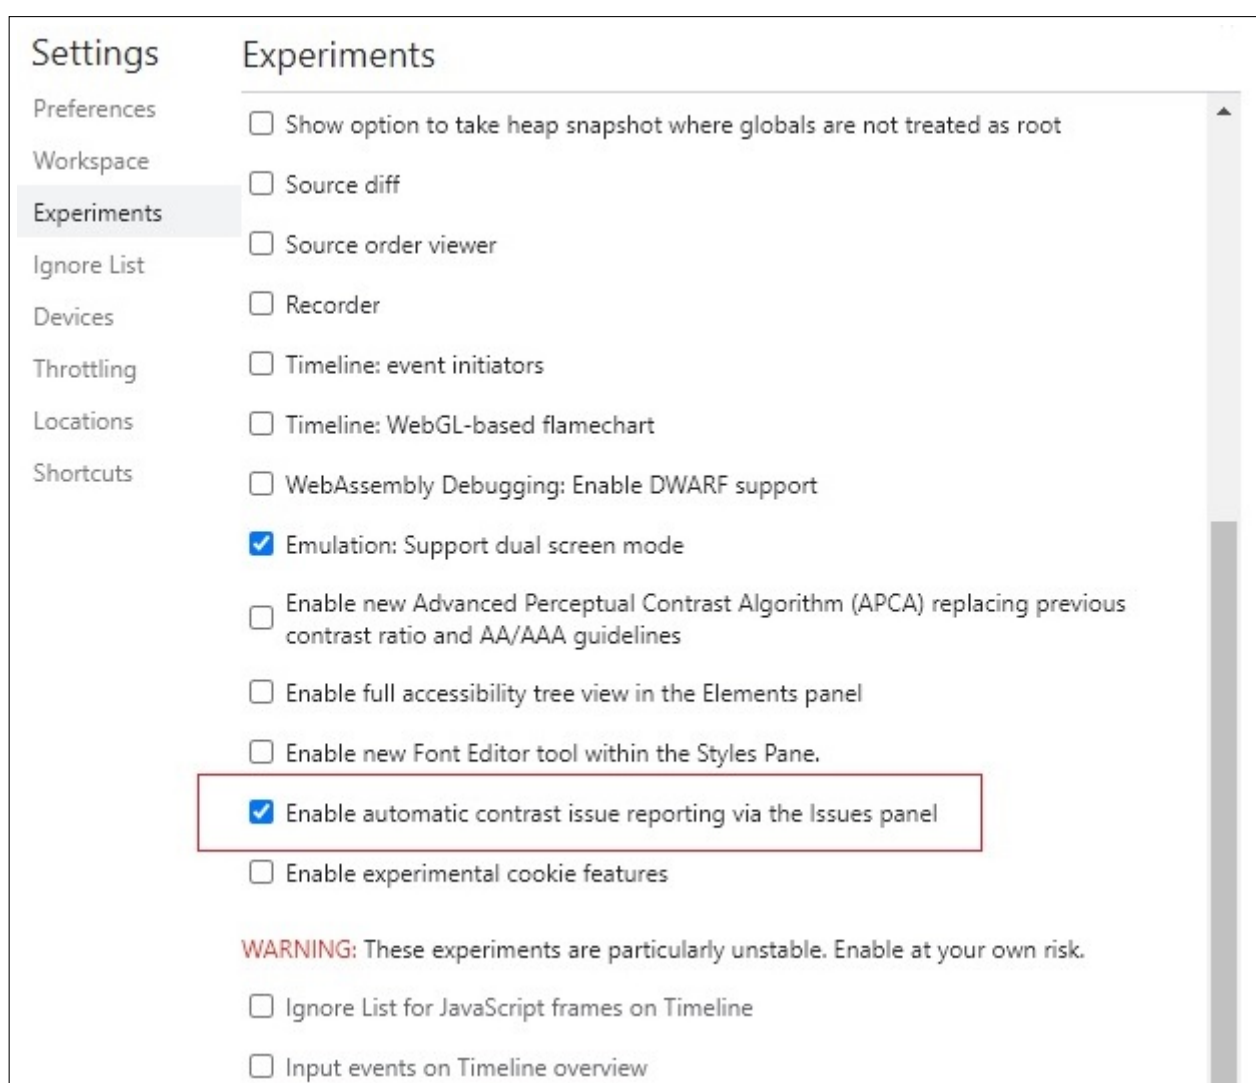 Settings
Preferences
Workspace
Experiments
Ignore List
Devices
Throttling
Locations
Shortcuts
Experiments
Show option to take heap snapshot where globals are not treated as root
Source diff
Source order viewer
Recorder
Timeline: event initiators
Timeline: WebGL-based flamechart
WebAssembly Debugging: Enable DWARF support
Emulation: Support dual screen mode
Enable new Advanced Perceptual Contrast Algorithm (APCA) replacing previous
contrast ratio and AA/AAA guidelines
Enable full accessibility tree view in the Elements panel
Enable new Font Editor tool within the Styles Pane.
Enable automatic contrast issue reporting via the Issues panel
Enable experimental cookie features
WARNING: These experiments are particularly unstable. Enable at your own risk.
Ignore List for JavaScript frames on Timeline
Input events on Timeline overview